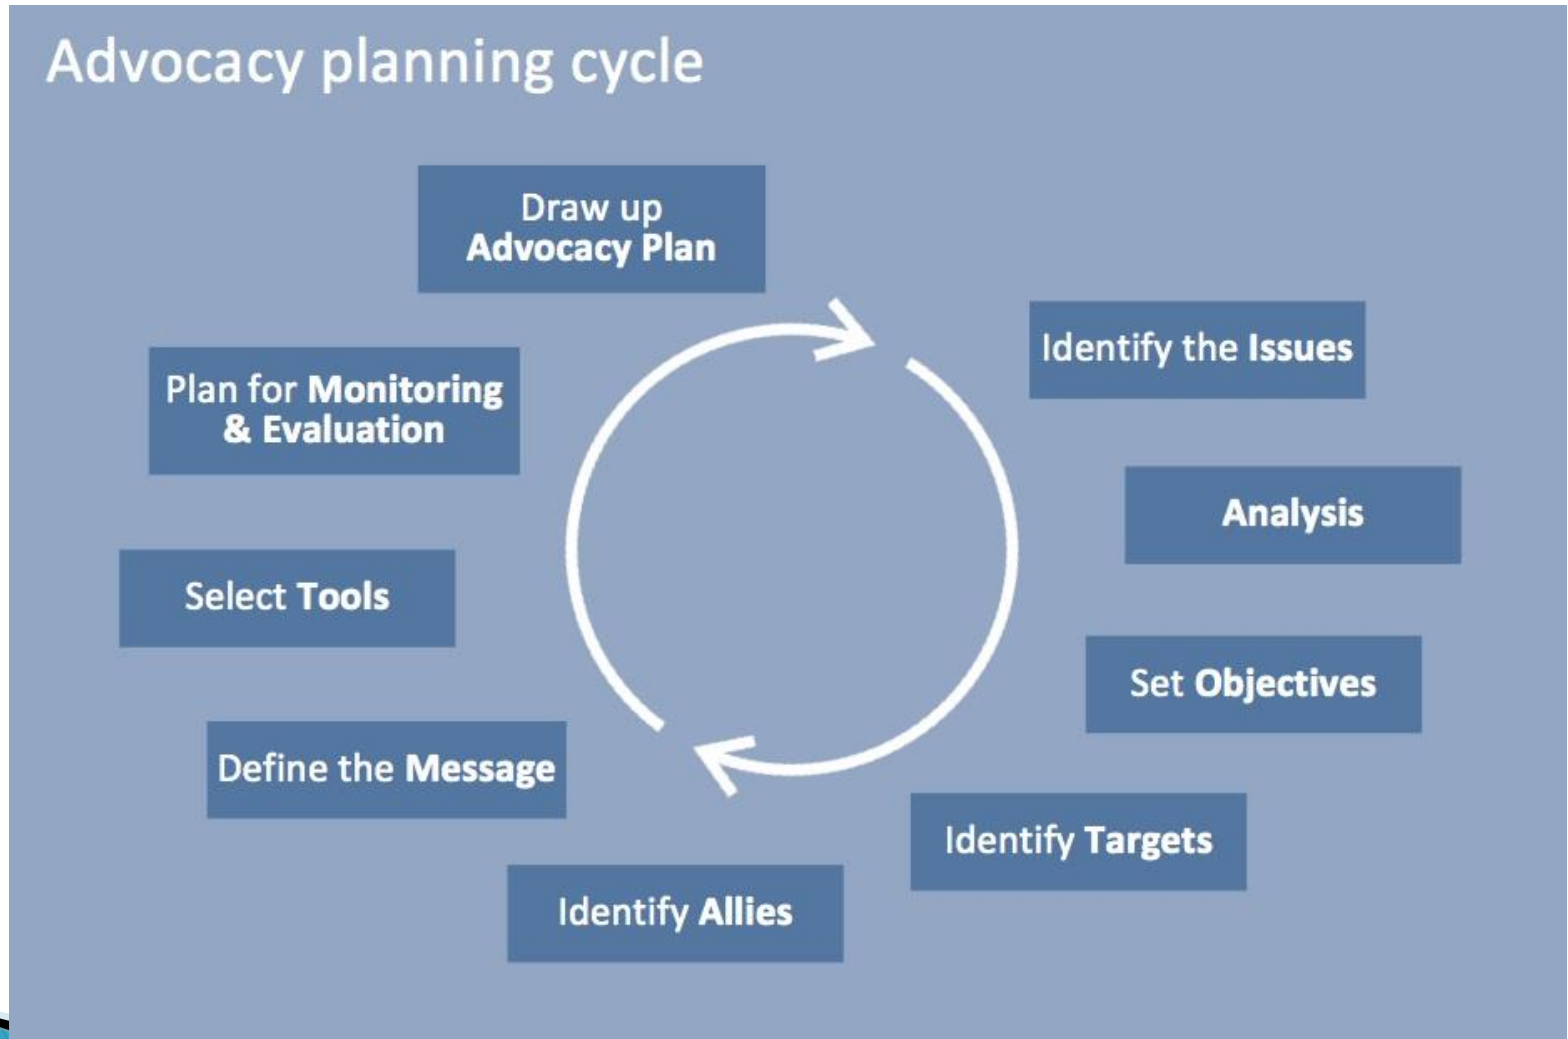 Advocacy planning cycle
Draw up
Advocacy Plan
Identify the Issues
Analysis
Set Objectives
Identify Targets
Identify Allies
Define the Message
Select Tools
Plan for Monitoring
& Evaluation